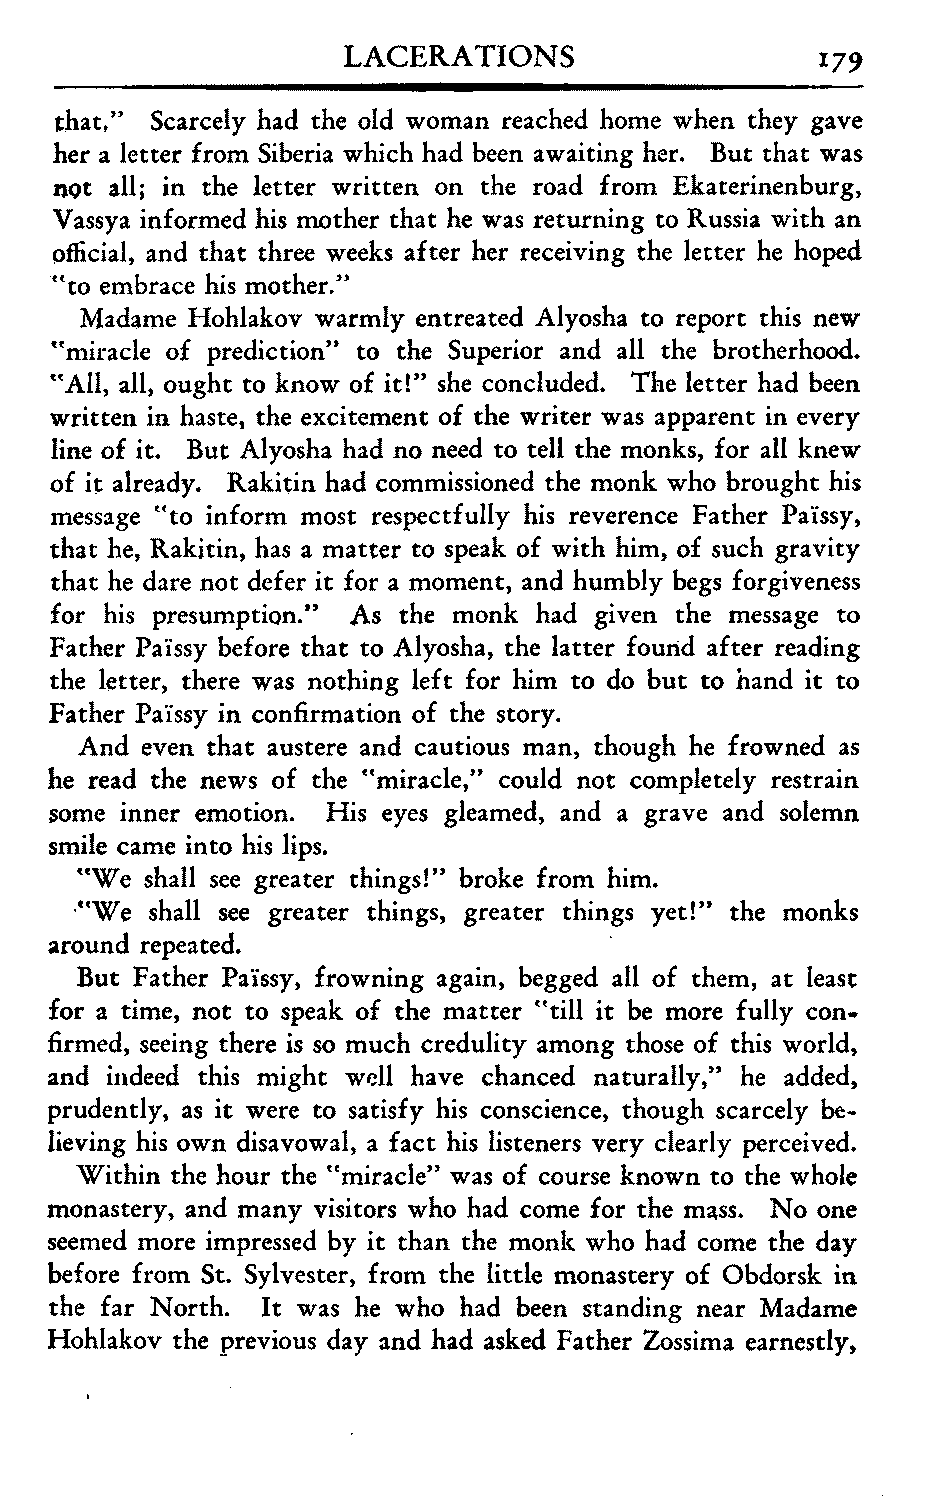 LACERATIONS 179
that." Scarcely had the old woman reached home when they gave
her a letter from Siberia which had been awaiting her. But that was
not all; in the letter written on the road from Ekaterinenburg,
Vassya informed his mother that he was returning to Russia with an
official, and that three weeks after her receiving the letter he hoped
"to embrace his mother."
Madame Hohlakov warmly entreated Alyosha to report this new
"miracle of prediction" to the Superior and all the brotherhood.
"All, all, ought to know of it!" she concluded. The letter had been
written in haste, the excitement of the writer was apparent in every
line of it. But Alyosha had no need to tell the monks, for all knew
of it already. Rakitin had commissioned the monk who brought his
message "to inform most respectfully his reverence Father Païssy,
that he, Rakitin, has a matter to speak of with him, of such gravity
that he dare not defer it for a moment, and humbly begs forgiveness
for his presumption." As the monk had given the message to
Father Païssy before that to Alyosha, the latter found after reading
the letter, there was nothing left for him to do but to hand it to
Father Païssy in confirmation of the story.
And even that austere and cautious man, though he frowned as
he read the news of the "miracle," could not completely restrain
some inner emotion. His eyes gleamed, and a grave and solemn
smile came into his lips.
"We shall see greater things!" broke from him.
"We shall see greater things, greater things yet!" the monks
around repeated.
But Father Païssy, frowning again, begged all of them, at least
for a time, not to speak of the matter "till it be more fully con-
firmed, seeing there is so much credulity among those of this world,
and indeed this might well have chanced naturally," he added,
prudently, as it were to satisfy his conscience, though scarcely be-
lieving his own disavowal, a fact his listeners very clearly perceived.
Within the hour the "miracle" was of course known to the whole
monastery, and many visitors who had come for the mass. No one
seemed more impressed by it than the monk who had come the day
before from St. Sylvester, from the little monastery of Obdorsk in
the far North. It was he who had been standing near Madame
Hohlakov the previous day and had asked Father Zossima earnestly,